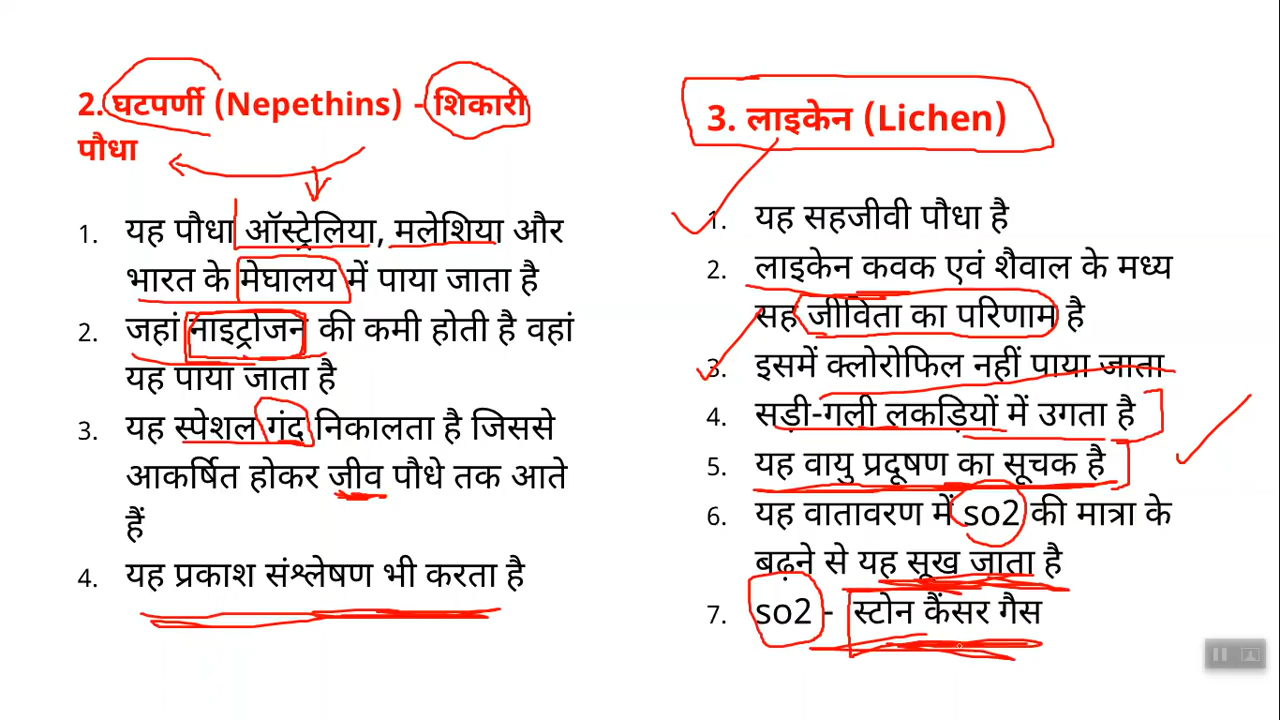 2. घटपर्णी (Nepethins) - शिकारी
पौधा
1. यह पौधा ऑस्ट्रेलिया, मलेशिया और
भारत के मेघालय में पाया जाता है
2. जहां नाइट्रोजन की कमी होती है वहां
यह पाया जाता है
3. यह स्पेशल गंद निकालता है जिससे
आकर्षित होकर जीव पौधे तक आते
हैं
4. यह प्रकाश संश्लेषण भी करता है
3. लाइकेन (Lichen)
1. यह सहजीवी पौधा है
2. लाइकेन कवक एवं शैवाल के मध्य
सह जीविता का परिणाम है
3. इसमें क्लोरोफिल नहीं पाया जाता
4. सड़ी-गली लकड़ियों में उगता है
5. यह वायु प्रदूषण का सूचक है
6. यह वातावरण में so2 की मात्रा के
बढ़ने से यह सूख जाता है
7. so2 - स्टोन कैंसर गैस